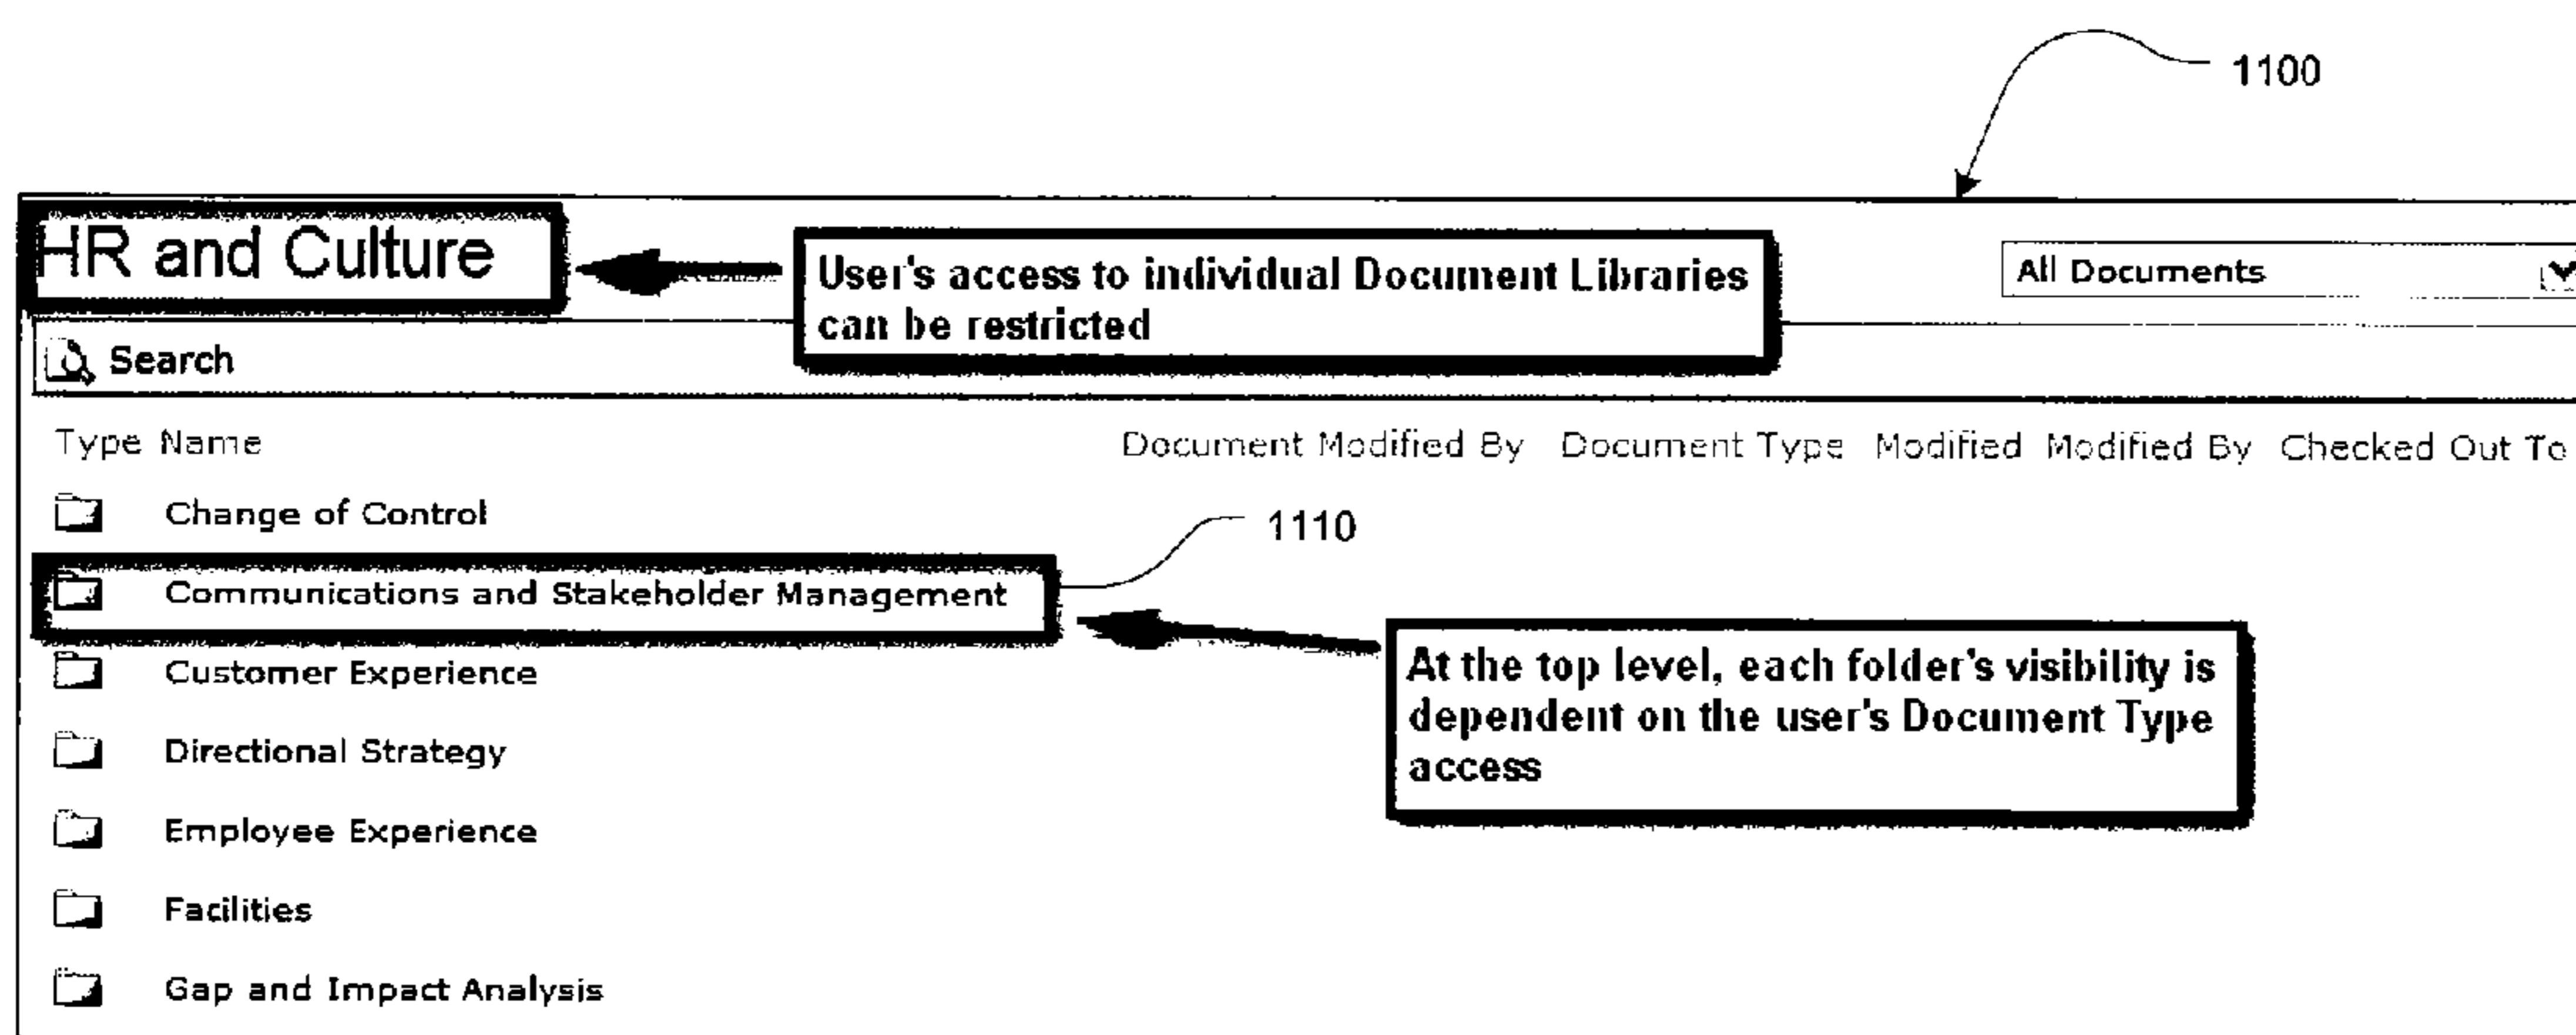 1100
HR and Culture
User's access to individual Document Libraries
can be restricted
All Documents
Search
Type Name Document Modified By Document Type Modified Modified By Checked Out To
Change of Control
1110
Communications and Stakeholder Management
Customer Experience
At the top level, each folder's visibility is
dependent on the user's Document Type
access
Directional Strategy
Employee Experience
Facilities
Gap and Impact Analysis